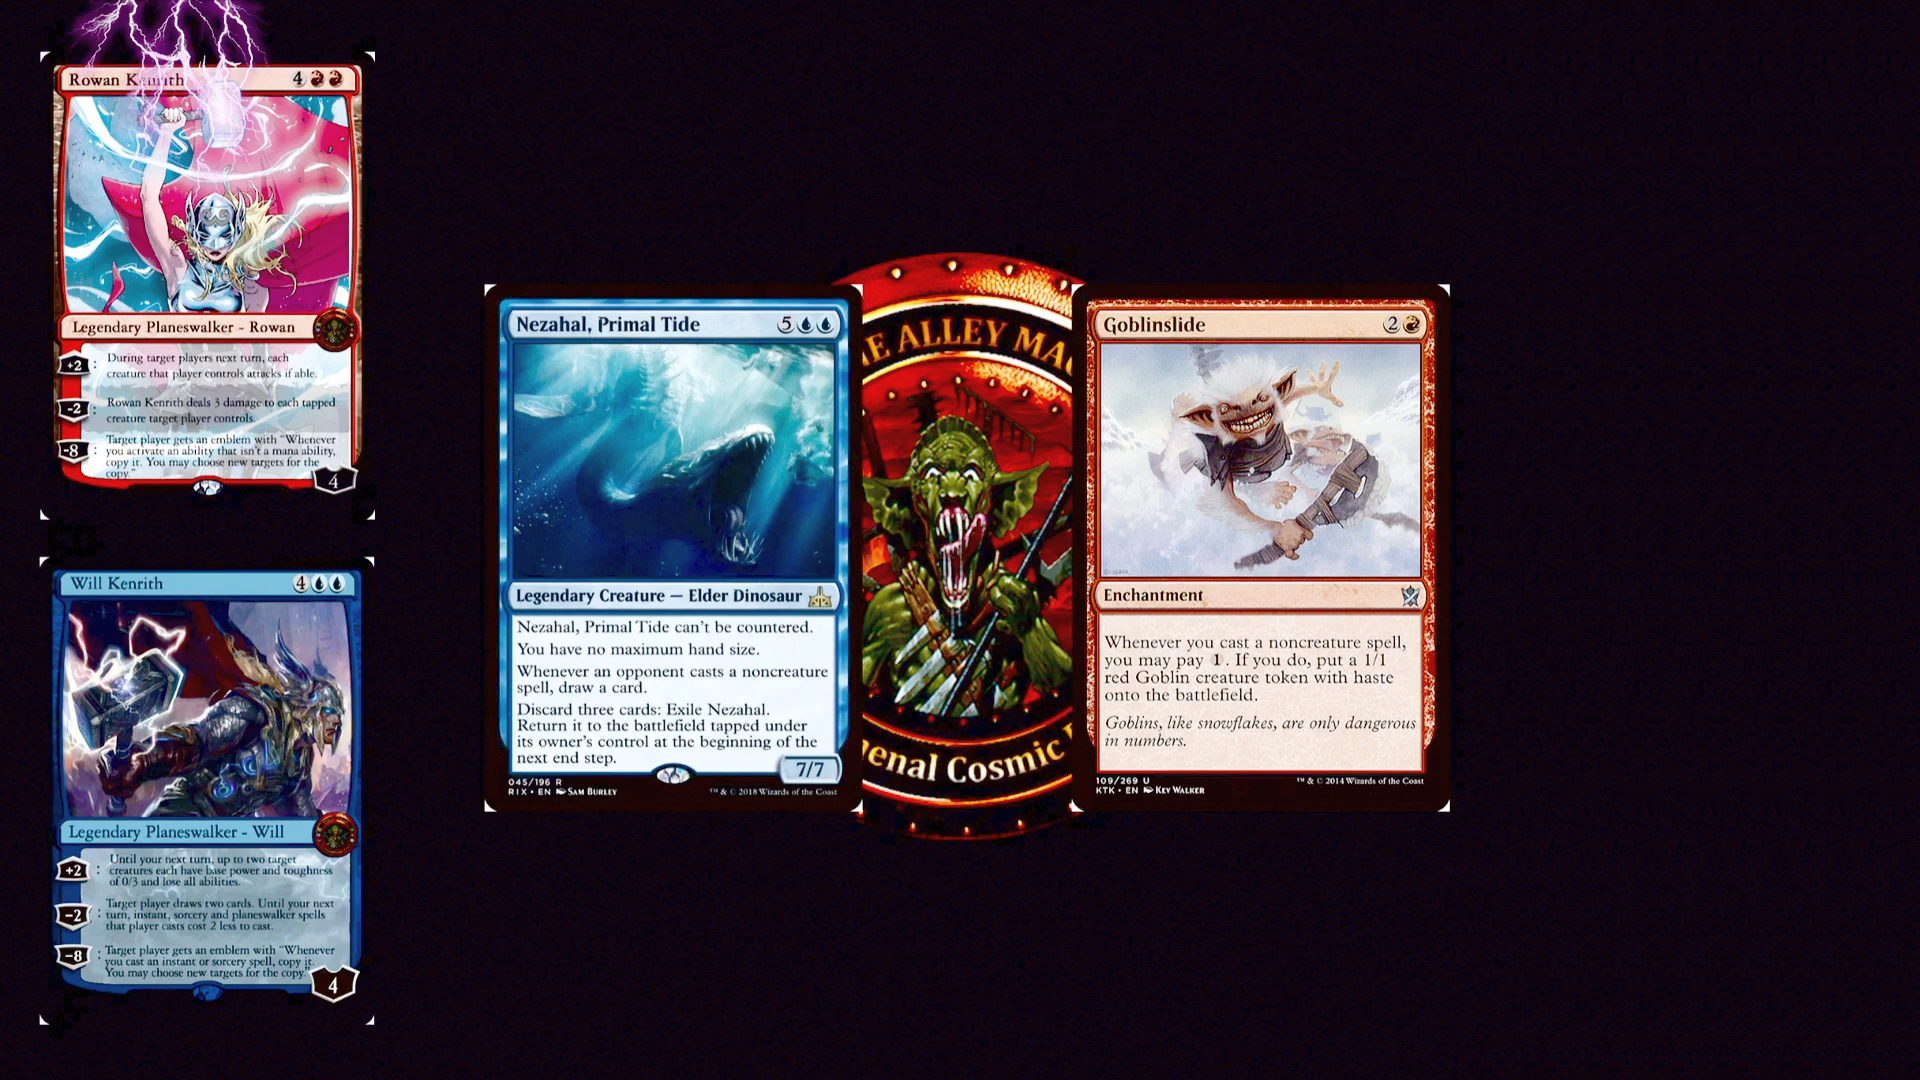 Rowan Kenrith 4
Legendary Planeswalker - Rowan
+2 : During target players next turn, each
creature that player controls attacks if able.
-2 : Rowan Kenrith deals 3 damage to each tapped
creature target player controls.
-8 : Target player gets an emblem with "Whenever
you activate an ability that isn't a mana ability,
copy it. You may choose new targets for the
copy."
4
Will Kenrith 4
Legendary Planeswalker - Will
+2 : Until your next turn, up to two target
creatures each have base power and toughness
of 0/3 and lose all abilities.
-2 : Target player draws two cards. Until your next
turn, instant, sorcery and planeswalker spells
that player casts cost 2 less to cast.
-8 : Target player gets an emblem with "Whenever
you cast an instant or sorcery spell, copy it.
You may choose new targets for the copy."
4
Nezahal, Primal Tide 5
Legendary Creature — Elder Dinosaur
Nezahal, Primal Tide can't be countered.
You have no maximum hand size.
Whenever an opponent casts a noncreature
spell, draw a card.
Discard three cards: Exile Nezahal.
Return it to the battlefield tapped under
its owner's control at the beginning of the
next end step.
7/7
045/196 R
RIX • EN SAM BURLEY
™ & © 2018 Wizards of the Coast
E ALLEY MA
enal Cosmic
Goblinslide 2
Enchantment
Whenever you cast a noncreature spell,
you may pay 1. If you do, put a 1/1
red Goblin creature token with haste
onto the battlefield.
Goblins, like snowflakes, are only dangerous
in numbers.
109/269 U
KTK • EN KEV WALKER
™ & © 2014 Wizards of the Coast